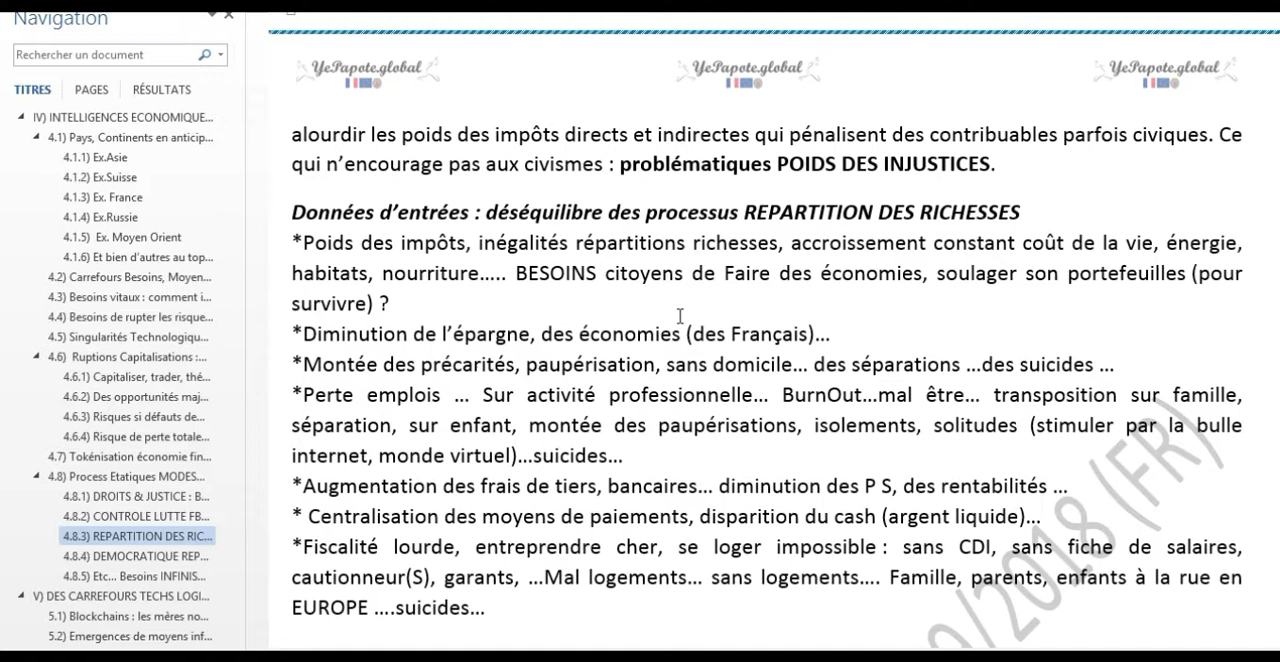 Navigation
Rechercher un document
TITRES PAGES RÉSULTATS
IV) INTELLIGENCES ECONOMIQUE...
4.1) Pays, Continents en anticip...
4.1.1) Ex.Asie
4.1.2) Ex.Suisse
4.1.3) Ex. France
4.1.4) Ex.Russie
4.1.5) Ex. Moyen Orient
4.1.6) Et bien d'autres au top...
4.2) Carrefours Besoins, Moyen...
4.3) Besoins vitaux : comment i...
4.4) Besoins de rupter les risque...
4.5) Singularités Technologiqu...
4.6) Ruptions Capitalisations :...
4.6.1) Capitaliser, trader, thé...
4.6.2) Des opportunités maj...
4.6.3) Risques si défauts de...
4.6.4) Risque de perte totale...
4.7) Tokénisation économie fin...
4.8) Process Etatiques MODES...
4.8.1) DROITS & JUSTICE : B...
4.8.2) CONTROLE LUTTE FB...
4.8.3) REPARTITION DES RIC...
4.8.4) DEMOCRATIQUE REP...
4.8.5) Etc... Besoins INFINIS...
V) DES CARREFOURS TECHS LOGI...
5.1) Blockchains : les mères no...
5.2) Emergences de moyens inf...
YePapote.global YePapote.global YePapote.global
alourdir les poids des impôts directs et indirectes qui pénalisent des contribuables parfois civiques. Ce
qui n'encourage pas aux civismes : problématiques POIDS DES INJUSTICES.
Données d'entrées : déséquilibre des processus REPARTITION DES RICHESSES
*Poids des impôts, inégalités répartitions richesses, accroissement constant coût de la vie, énergie,
habitats, nourriture..... BESOINS citoyens de Faire des économies, soulager son portefeuilles (pour
survivre) ?
*Diminution de l'épargne, des économies (des Français)...
*Montée des précarités, paupérisation, sans domicile... des séparations ...des suicides ...
*Perte emplois ... Sur activité professionnelle... BurnOut...mal être... transposition sur famille,
séparation, sur enfant, montée des paupérisations, isolements, solitudes (stimuler par la bulle
internet, monde virtuel)...suicides...
*Augmentation des frais de tiers, bancaires... diminution des P S, des rentabilités ...
* Centralisation des moyens de paiements, disparition du cash (argent liquide)...
*Fiscalité lourde, entreprendre cher, se loger impossible : sans CDI, sans fiche de salaires,
cautionneur(S), garants, ...Mal logements... sans logements.... Famille, parents, enfants à la rue en
EUROPE ....suicides...
/2018 (FR)